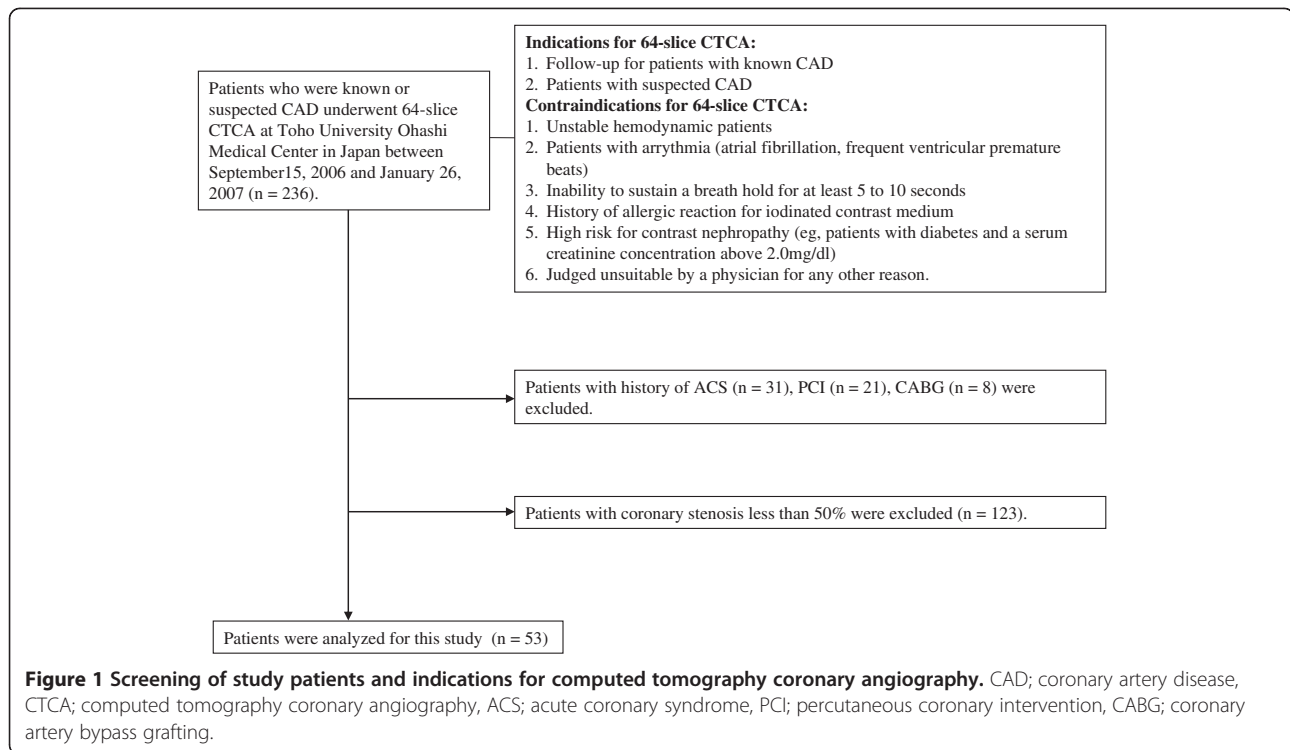 Patients who were known or
suspected CAD underwent 64-slice
CTCA at Toho University Ohashi
Medical Center in Japan between
September15, 2006 and January 26,
2007 (n = 236).
Indications for 64-slice CTCA:
1. Follow-up for patients with known CAD
2. Patients with suspected CAD
Contraindications for 64-slice CTCA:
1. Unstable hemodynamic patients
2. Patients with arrythmia (atrial fibrillation, frequent ventricular premature
beats)
3. Inability to sustain a breath hold for at least 5 to 10 seconds
4. History of allergic reaction for iodinated contrast medium
5. High risk for contrast nephropathy (eg, patients with diabetes and a serum
creatinine concentration above 2.0mg/dl)
6. Judged unsuitable by a physician for any other reason.
Patients with history of ACS (n = 31), PCI (n = 21), CABG (n = 8) were
excluded.
Patients with coronary stenosis less than 50% were excluded (n = 123).
Patients were analyzed for this study (n = 53)
Figure 1 Screening of study patients and indications for computed tomography coronary angiography. CAD; coronary artery disease,
CTCA; computed tomography coronary angiography, ACS; acute coronary syndrome, PCI; percutaneous coronary intervention, CABG; coronary
artery bypass grafting.